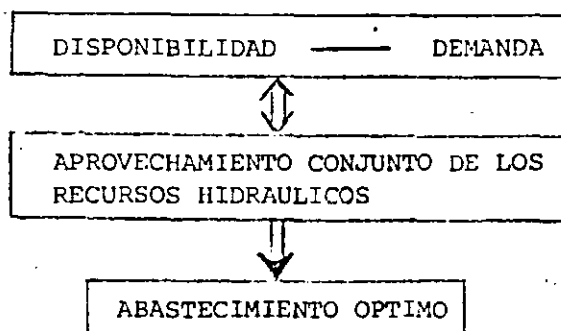 DISPONIBILIDAD —— DEMANDA
APROVECHAMIENTO CONJUNTO DE LOS
RECURSOS HIDRAULICOS
ABASTECIMIENTO OPTIMO